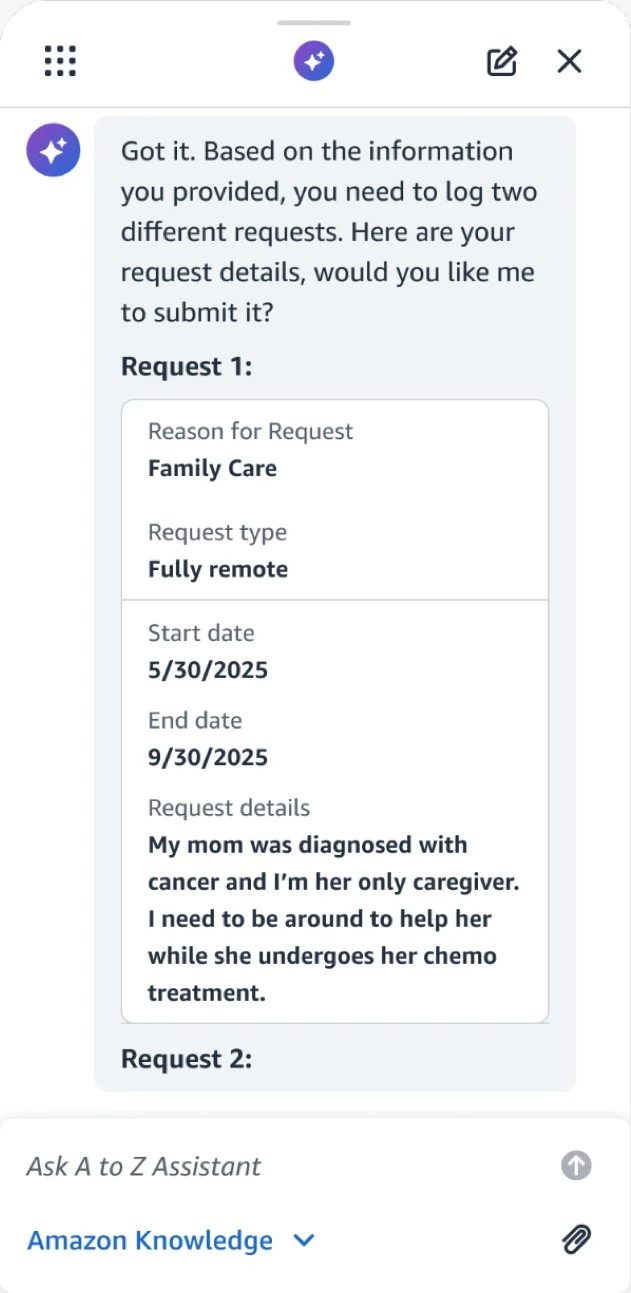 Got it. Based on the information
you provided, you need to log two
different requests. Here are your
request details, would you like me
to submit it?
Request 1:
Reason for Request
Family Care
Request type
Fully remote
Start date
5/30/2025
End date
9/30/2025
Request details
My mom was diagnosed with
cancer and I’m her only caregiver.
I need to be around to help her
while she undergoes her chemo
treatment.
Request 2:
Ask A to Z Assistant
Amazon Knowledge